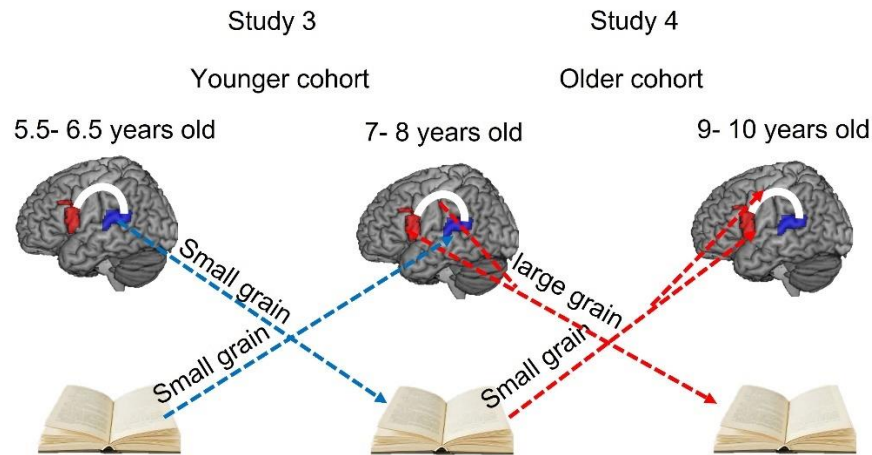 Study 3
Study 4
Younger cohort
Older cohort
5.5- 6.5 years old
7- 8 years old
9- 10 years old
Small grain
large grain
Small grain
Small grain